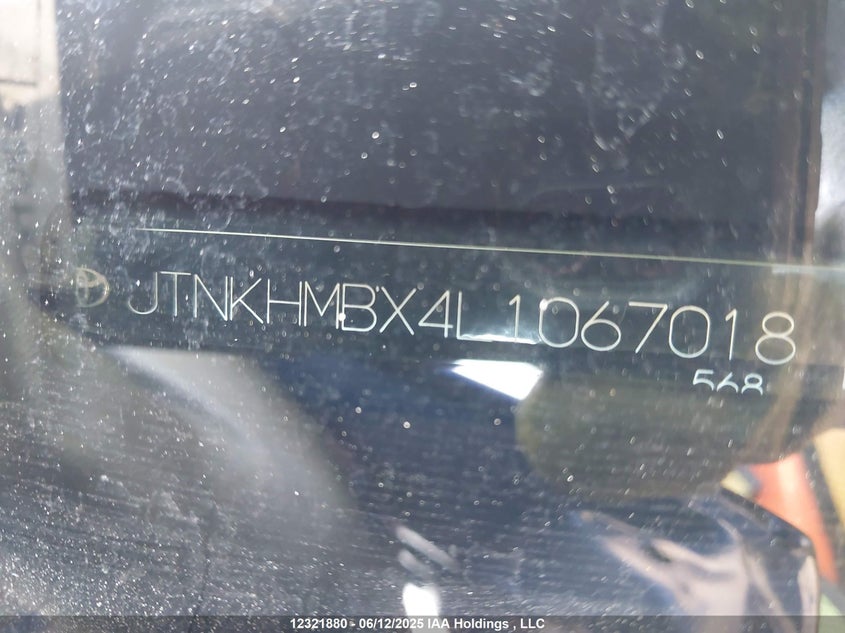 JTNKHMBX4L1067018
568
12321880 - 06/12/2025 IAA Holdings , LLC